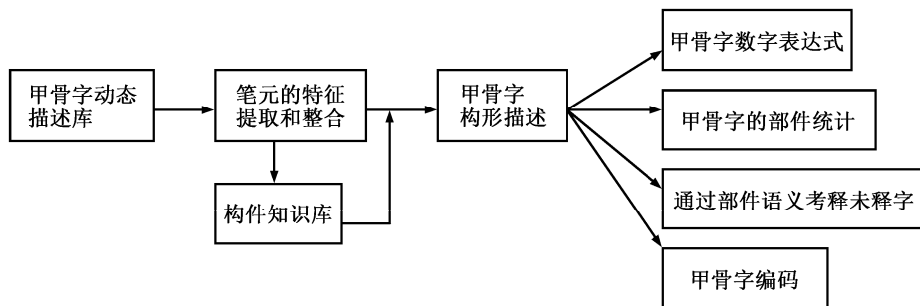 甲骨字动态
描述库
笔元的特征
提取和整合
构件知识库
甲骨字
构形描述
甲骨字数字表达式
甲骨字的部件统计
通过部件语义考释未释字
甲骨字编码